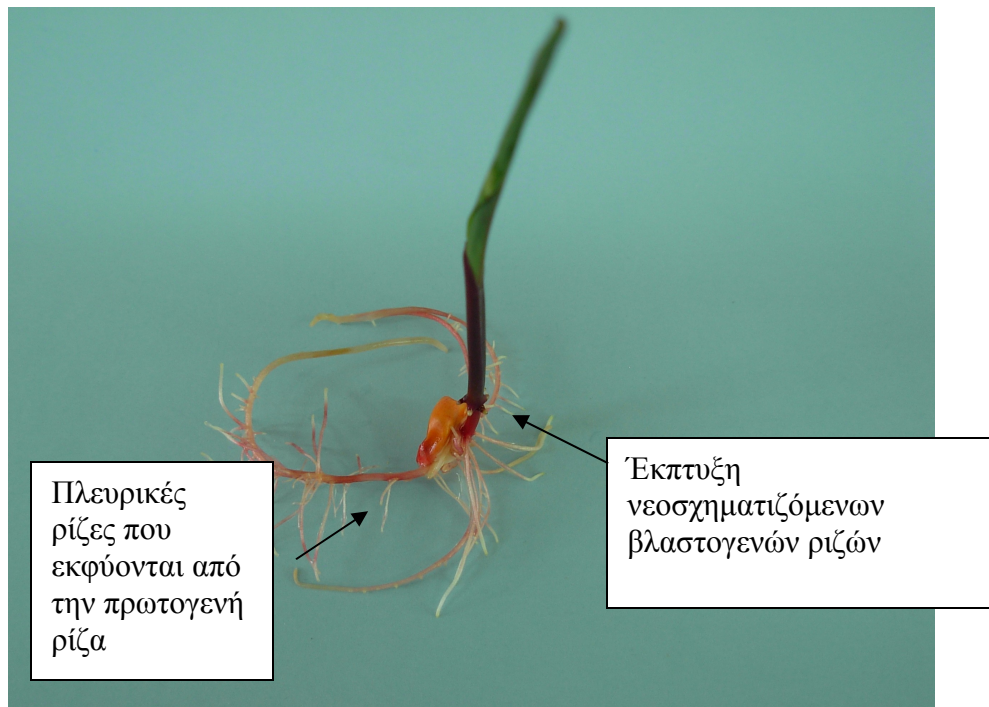 Πλευρικές
ρίζες που
εκφύονται από
την πρωτογενή
ρίζα
Έκπτυξη
νεοσχηματιζόμενων
βλαστογενών ριζών